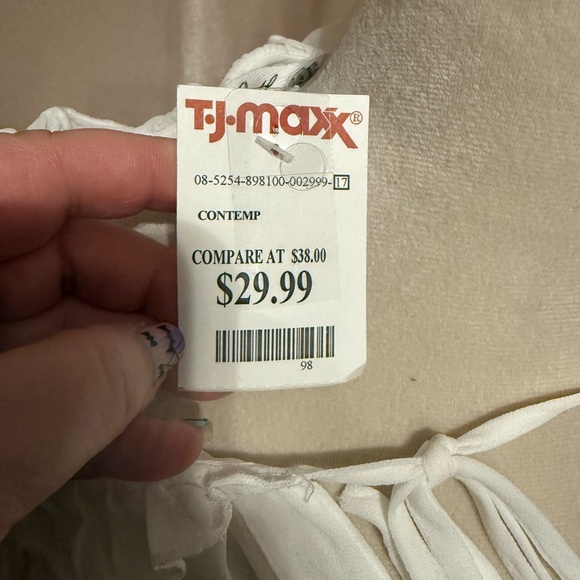 T·J·maxx®
08-5254-898100-002999-17
CONTEMP
COMPARE AT $38.00
$29.99
98